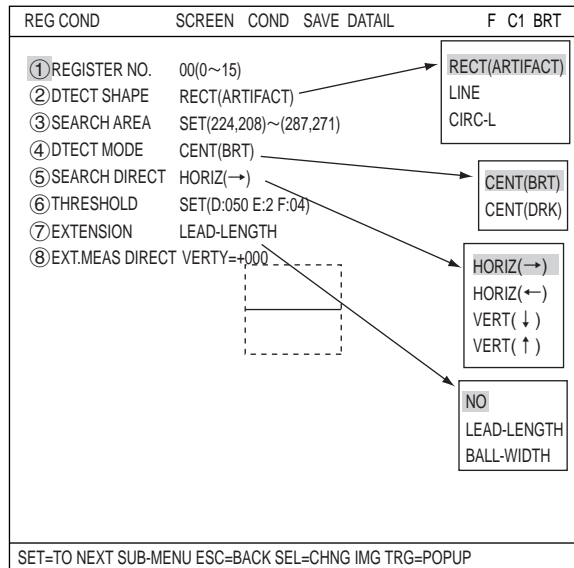 REG COND SCREEN COND SAVE DATAIL F C1 BRT
①REGISTER NO. 00(0～15)
②DTECT SHAPE RECT(ARTIFACT)
③SEARCH AREA SET(224,208)～(287,271)
④DTECT MODE CENT(BRT)
⑤SEARCH DIRECT HORIZ(→)
⑥THRESHOLD SET(D:050 E:2 F:04)
⑦EXTENSION LEAD-LENGTH
⑧EXT.MEAS DIRECT VERTY=+000
RECT(ARTIFACT)
LINE
CIRC-L
CENT(BRT)
CENT(DRK)
HORIZ(→)
HORIZ(←)
VERT(↓)
VERT(↑)
NO
LEAD-LENGTH
BALL-WIDTH
SET=TO NEXT SUB-MENU ESC=BACK SEL=CHNG IMG TRG=POPUP